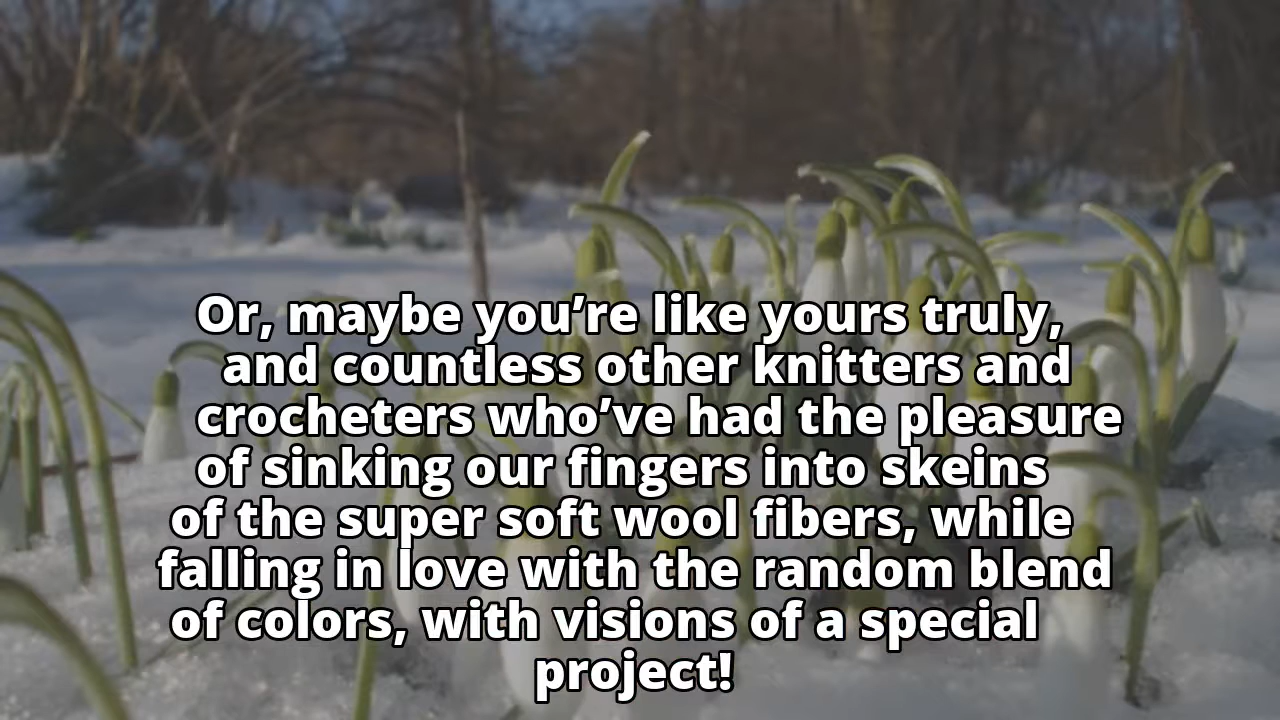 Or, maybe you’re like yours truly,
and countless other knitters and
crocheters who’ve had the pleasure
of sinking our fingers into skeins
of the super soft wool fibers, while
falling in love with the random blend
of colors, with visions of a special
project!